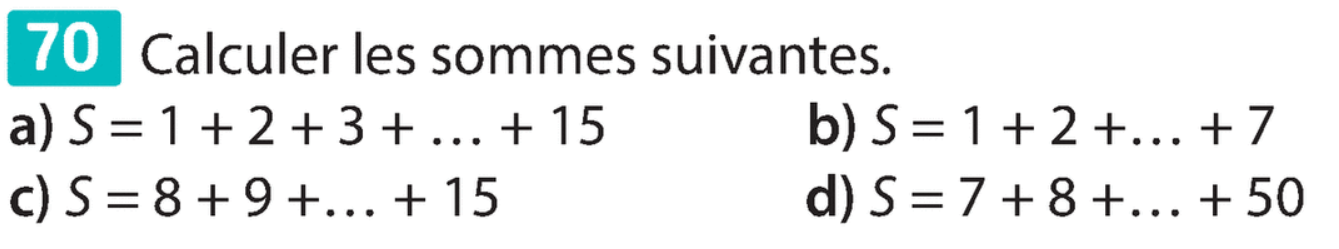 70 Calculer les sommes suivantes.
a) S = 1 + 2 + 3 + … + 15 b) S = 1 + 2 +… + 7
c) S = 8 + 9 +… + 15 d) S = 7 + 8 +… + 50